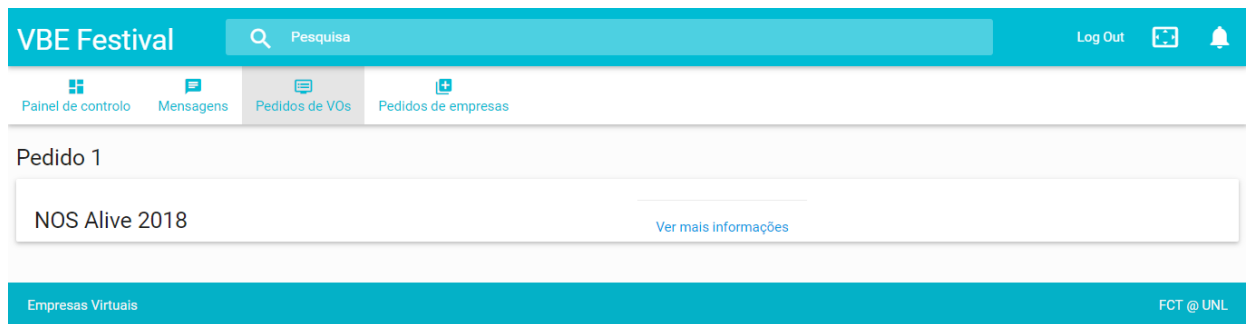 VBE Festival
Pesquisa
Log Out
Painel de controlo
Mensagens
Pedidos de VOs
Pedidos de empresas
Pedido 1
NOS Alive 2018
Ver mais informações
Empresas Virtuais
FCT @ UNL